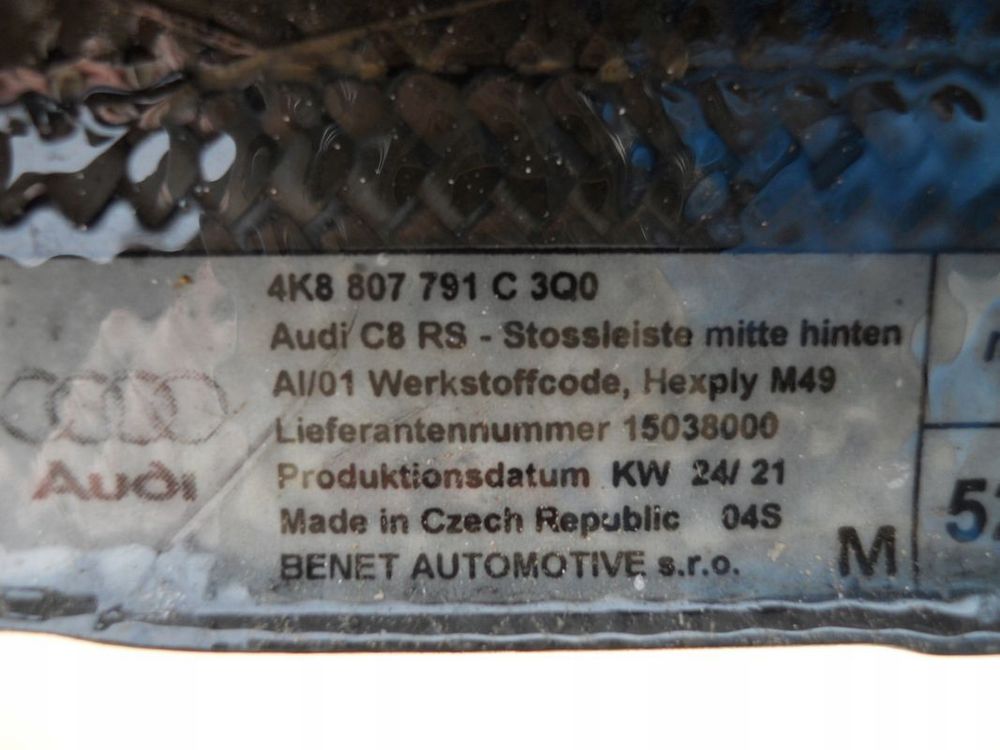 4K8 807 791 C 3Q0
Audi C8 RS - Stossleiste mitte hinten
AI/01 Werkstoffcode, Hexply M49
Lieferantennummer 15038000
Audi
Produktionsdatum KW 24/ 21
Made in Czech Republic 04S
BENET AUTOMOTIVE s.r.o.
M